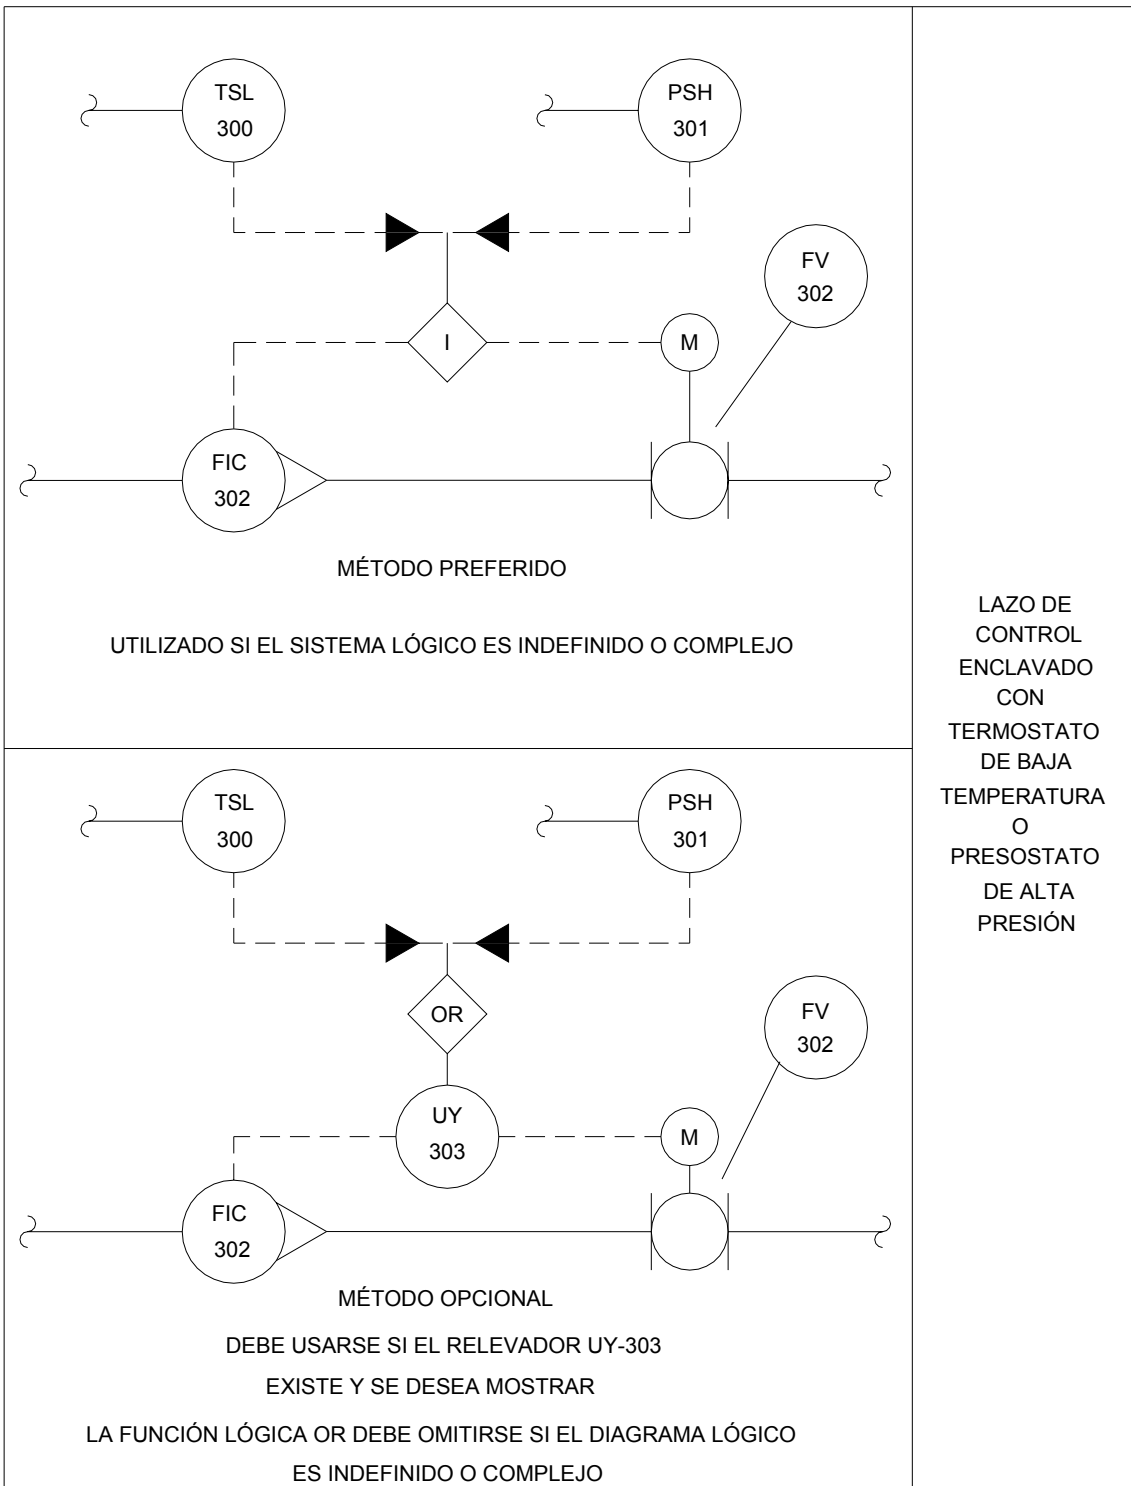 TSL
300
PSH
301
FV
302
I
M
FIC
302
MÉTODO PREFERIDO
UTILIZADO SI EL SISTEMA LÓGICO ES INDEFINIDO O COMPLEJO
TSL
300
PSH
301
OR
FV
302
UY
303
M
FIC
302
MÉTODO OPCIONAL
DEBE USARSE SI EL RELEVADOR UY-303
EXISTE Y SE DESEA MOSTRAR
LA FUNCIÓN LÓGICA OR DEBE OMITIRSE SI EL DIAGRAMA LÓGICO
ES INDEFINIDO O COMPLEJO
LAZO DE
CONTROL
ENCLAVADO
CON
TERMOSTATO
DE BAJA
TEMPERATURA
O
PRESOSTATO
DE ALTA
PRESIÓN